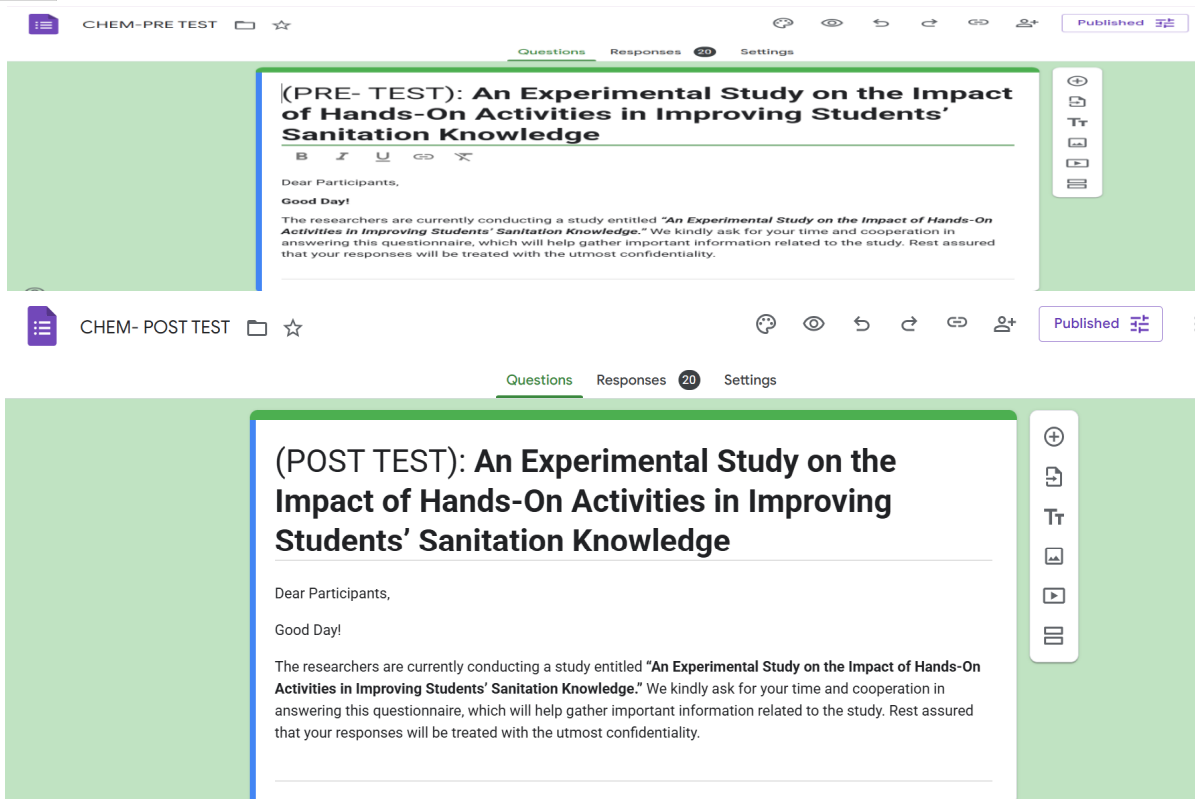 CHEM-PRE TEST
Published
Questions Responses 20 Settings
(PRE- TEST): An Experimental Study on the Impact
of Hands-On Activities in Improving Students’
Sanitation Knowledge
B I U
Dear Participants,
Good Day!
The researchers are currently conducting a study entitled “An Experimental Study on the Impact of Hands-On
Activities in Improving Students’ Sanitation Knowledge.” We kindly ask for your time and cooperation in
answering this questionnaire, which will help gather important information related to the study. Rest assured
that your responses will be treated with the utmost confidentiality.
Tт
CHEM- POST TEST
Published
Questions Responses 20 Settings
(POST TEST): An Experimental Study on the
Impact of Hands-On Activities in Improving
Students’ Sanitation Knowledge
Dear Participants,
Good Day!
The researchers are currently conducting a study entitled “An Experimental Study on the Impact of Hands-On
Activities in Improving Students’ Sanitation Knowledge.” We kindly ask for your time and cooperation in
answering this questionnaire, which will help gather important information related to the study. Rest assured
that your responses will be treated with the utmost confidentiality.
Tт